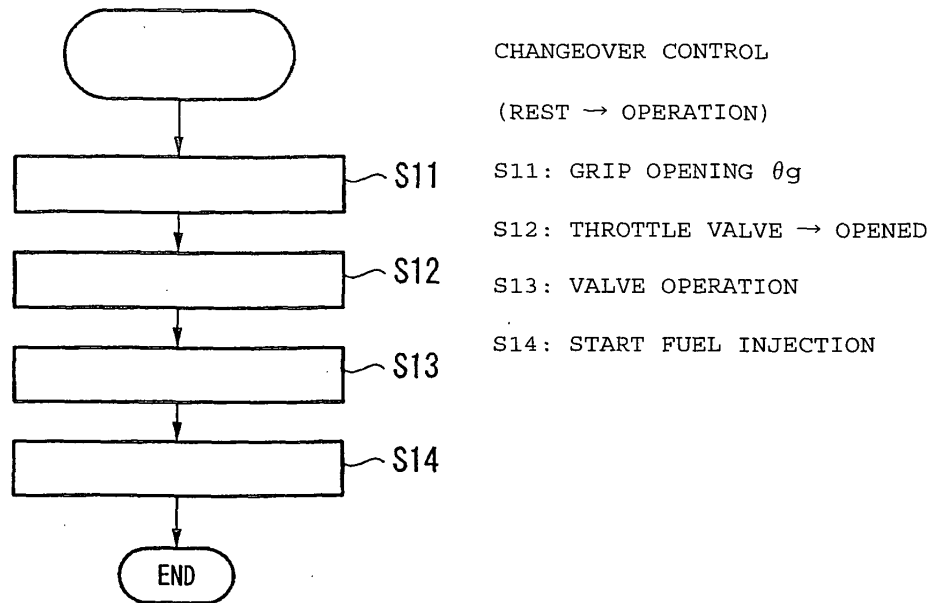 CHANGEOVER CONTROL
(REST → OPERATION)
S11: GRIP OPENING θg
S12: THROTTLE VALVE → OPENED
S13: VALVE OPERATION
S14: START FUEL INJECTION
S11
S12
S13
S14
END